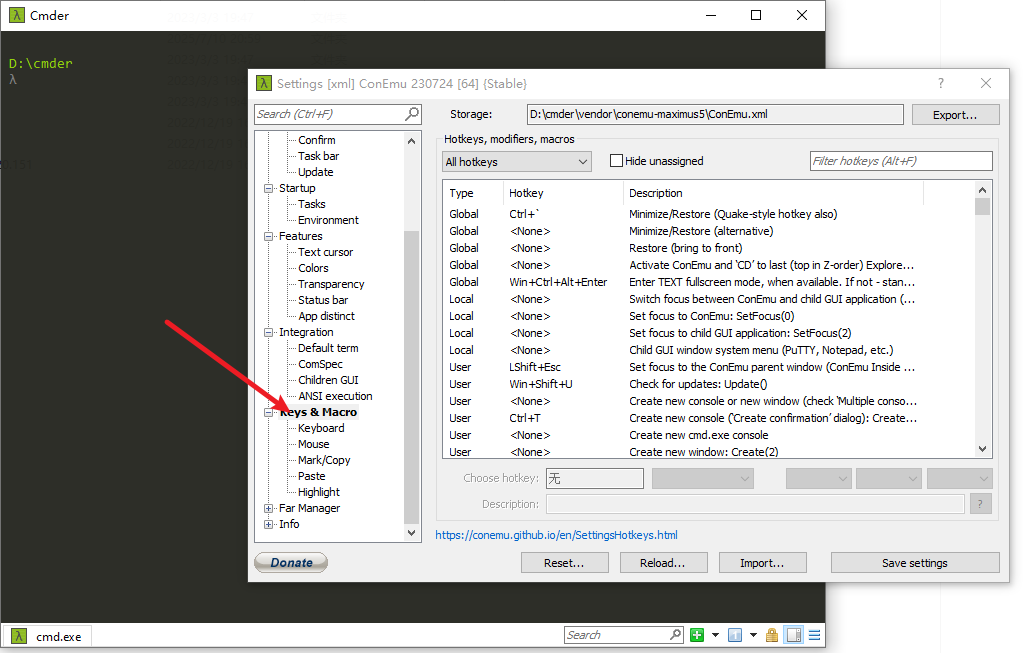 Cmder
D:\cmder
λ
Settings [xml] ConEmu 230724 [64] {Stable}
Search (Ctrl+F)
Storage:
D:\cmder\vendor\conemu-maximus5\ConEmu.xml
Export...
Confirm
Task bar
Update
Startup
Tasks
Environment
Features
Text cursor
Colors
Transparency
Status bar
App distinct
Integration
Default term
ComSpec
Children GUI
ANSI execution
Keys & Macro
Keyboard
Mouse
Mark/Copy
Paste
Highlight
Far Manager
Info
Donate
Hotkeys, modifiers, macros
All hotkeys
Hide unassigned
Filter hotkeys (Alt+F)
Type Hotkey Description
Global Ctrl+` Minimize/Restore (Quake-style hotkey also)
Global <None> Minimize/Restore (alternative)
Global <None> Restore (bring to front)
Global <None> Activate ConEmu and 'CD' to last (top in Z-order) Explore...
Global Win+Ctrl+Alt+Enter Enter TEXT fullscreen mode, when available. If not - stan...
Local <None> Switch focus between ConEmu and child GUI application (...
Local <None> Set focus to ConEmu: SetFocus(0)
Local <None> Set focus to child GUI application: SetFocus(2)
Local <None> Child GUI window system menu (PuTTY, Notepad, etc.)
User LShift+Esc Set focus to the ConEmu parent window (ConEmu Inside ...
User Win+Shift+U Check for updates: Update()
User <None> Create new console or new window (check 'Multiple conso...
User Ctrl+T Create new console ('Create confirmation' dialog): Create...
User <None> Create new cmd.exe console
User <None> Create new window: Create(2)
Choose hotkey: 无
Description:
?
https://conemu.github.io/en/SettingsHotkeys.html
Reset...
Reload...
Import...
Save settings
cmd.exe
Search